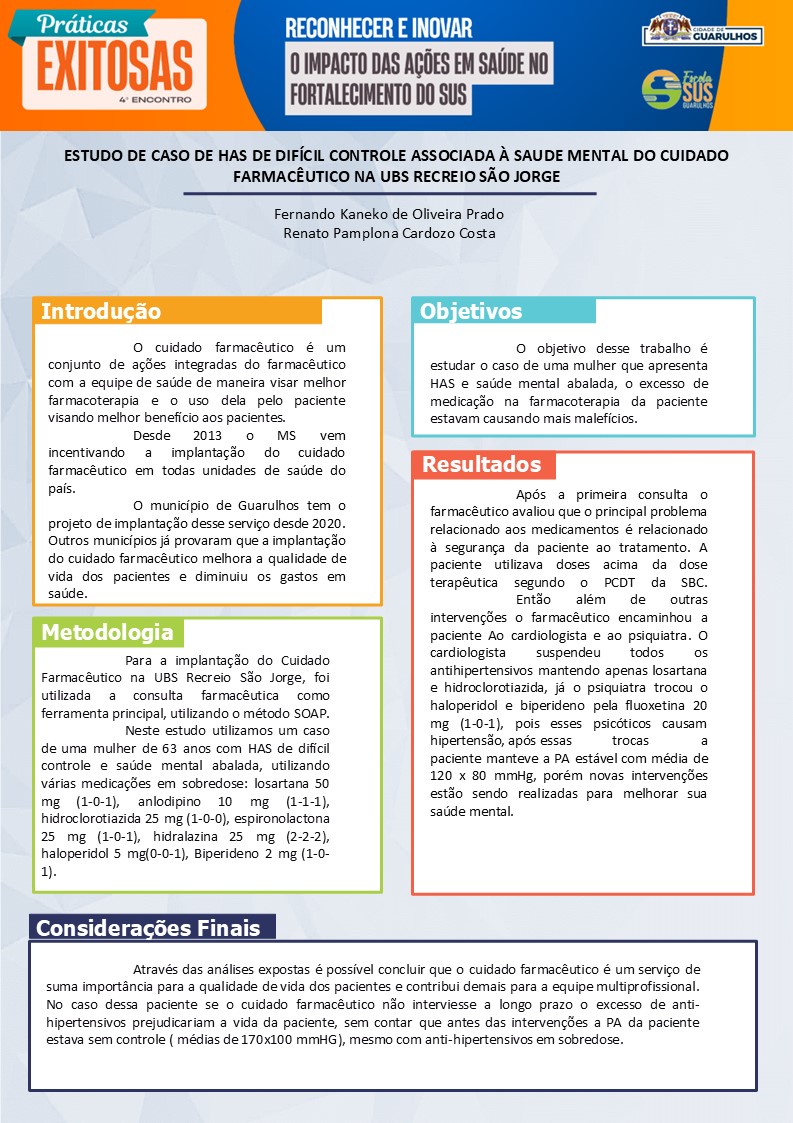 Práticas
EXITOSAS
4º ENCONTRO
RECONHECER E INOVAR
O IMPACTO DAS AÇÕES EM SAÚDE NO
FORTALECIMENTO DO SUS
CIDADE DE
GUARULHOS
Escola
SUS
GUARULHOS
ESTUDO DE CASO DE HAS DE DIFÍCIL CONTROLE ASSOCIADA À SAUDE MENTAL DO CUIDADO
FARMACÊUTICO NA UBS RECREIO SÃO JORGE
Fernando Kaneko de Oliveira Prado
Renato Pamplona Cardozo Costa
Introdução
O cuidado farmacêutico é um
conjunto de ações integradas do farmacêutico
com a equipe de saúde de maneira visar melhor
farmacoterapia e o uso dela pelo paciente
visando melhor benefício aos pacientes.
Desde 2013 o MS vem
incentivando a implantação do cuidado
farmacêutico em todas unidades de saúde do
país.
O município de Guarulhos tem o
projeto de implantação desse serviço desde 2020.
Outros municípios já provaram que a implantação
do cuidado farmacêutico melhora a qualidade de
vida dos pacientes e diminuiu os gastos em
saúde.
Metodologia
Para a implantação do Cuidado
Farmacêutico na UBS Recreio São Jorge, foi
utilizada a consulta farmacêutica como
ferramenta principal, utilizando o método SOAP.
Neste estudo utilizamos um caso
de uma mulher de 63 anos com HAS de difícil
controle e saúde mental abalada, utilizando
várias medicações em sobredose: losartana 50
mg (1-0-1), anlodipino 10 mg (1-1-1),
hidroclorotiazida 25 mg (1-0-0), espironolactona
25 mg (1-0-1), hidralazina 25 mg (2-2-2),
haloperidol 5 mg(0-0-1), Biperideno 2 mg (1-0-
1).
Objetivos
O objetivo desse trabalho é
estudar o caso de uma mulher que apresenta
HAS e saúde mental abalada, o excesso de
medicação na farmacoterapia da paciente
estavam causando mais malefícios.
Resultados
Após a primeira consulta o
farmacêutico avaliou que o principal problema
relacionado aos medicamentos é relacionado
à segurança da paciente ao tratamento. A
paciente utilizava doses acima da dose
terapêutica segundo o PCDT da SBC.
Então além de outras
intervenções o farmacêutico encaminhou a
paciente Ao cardiologista e ao psiquiatra. O
cardiologista suspendeu todos os
antihipertensivos mantendo apenas losartana
e hidroclorotiazida, já o psiquiatra trocou o
haloperidol e biperideno pela fluoxetina 20
mg (1-0-1), pois esses psicóticos causam
hipertensão, após essas trocas a
paciente manteve a PA estável com média de
120 x 80 mmHg, porém novas intervenções
estão sendo realizadas para melhorar sua
saúde mental.
Considerações Finais
Através das análises expostas é possível concluir que o cuidado farmacêutico é um serviço de
suma importância para a qualidade de vida dos pacientes e contribui demais para a equipe multiprofissional.
No caso dessa paciente se o cuidado farmacêutico não interviesse a longo prazo o excesso de anti-
hipertensivos prejudicariam a vida da paciente, sem contar que antes das intervenções a PA da paciente
estava sem controle ( médias de 170x100 mmHG), mesmo com anti-hipertensivos em sobredose.